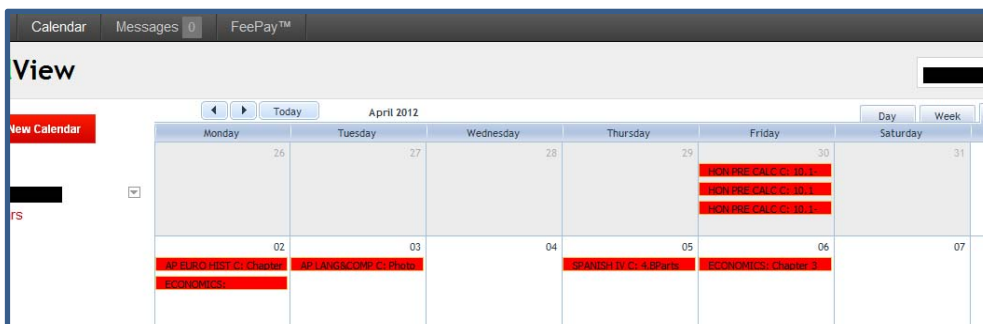 Calendar Messages 0 FeePay™
View
Today April 2012 Day Week
New Calendar
Monday Tuesday Wednesday Thursday Friday Saturday
26 27 28 29 30 31
HON PRE CALC C: 10.1
HON PRE CALC C: 10.1
HON PRE CALC C: 10.1
rs
02 03 04 05 06 07
AP EURO HIST C: Chapter AP LANG&COMP C: Photo SPANISH IV C: 4.BParts ECONOMICS: Chapter 3
ECONOMICS: